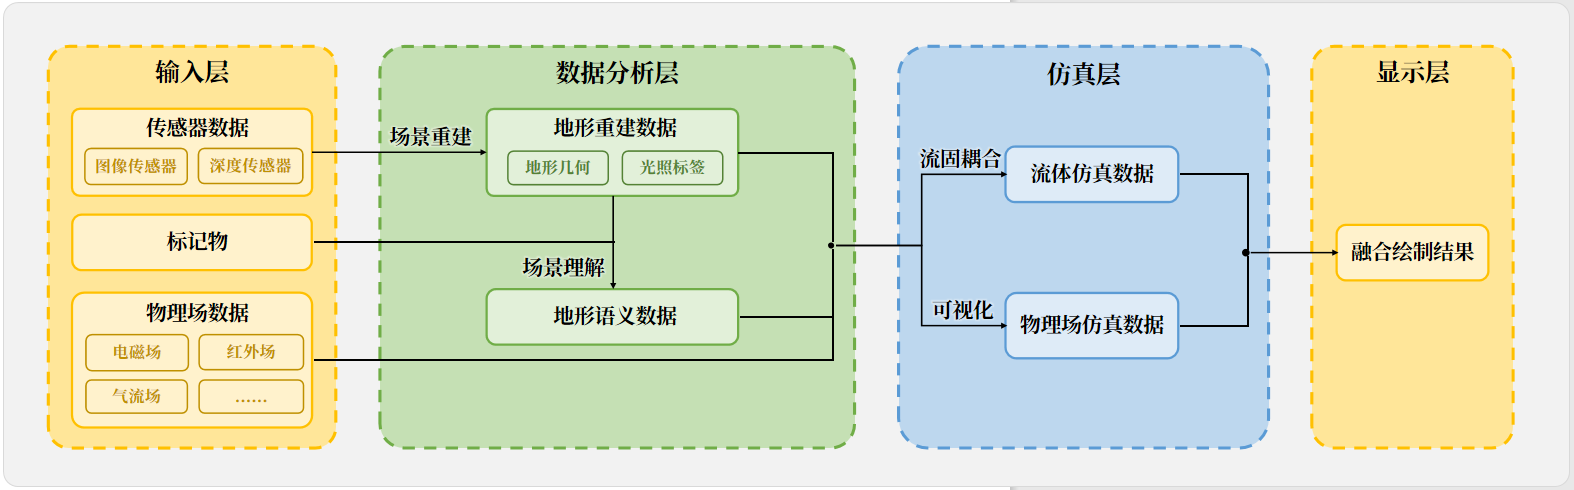 输入层
传感器数据
图像传感器
深度传感器
标记物
物理场数据
电磁场
红外场
气流场
......
场景重建
数据分析层
地形重建数据
地形几何
光照标签
场景理解
地形语义数据
仿真层
流固耦合
流体仿真数据
可视化
物理场仿真数据
显示层
融合绘制结果